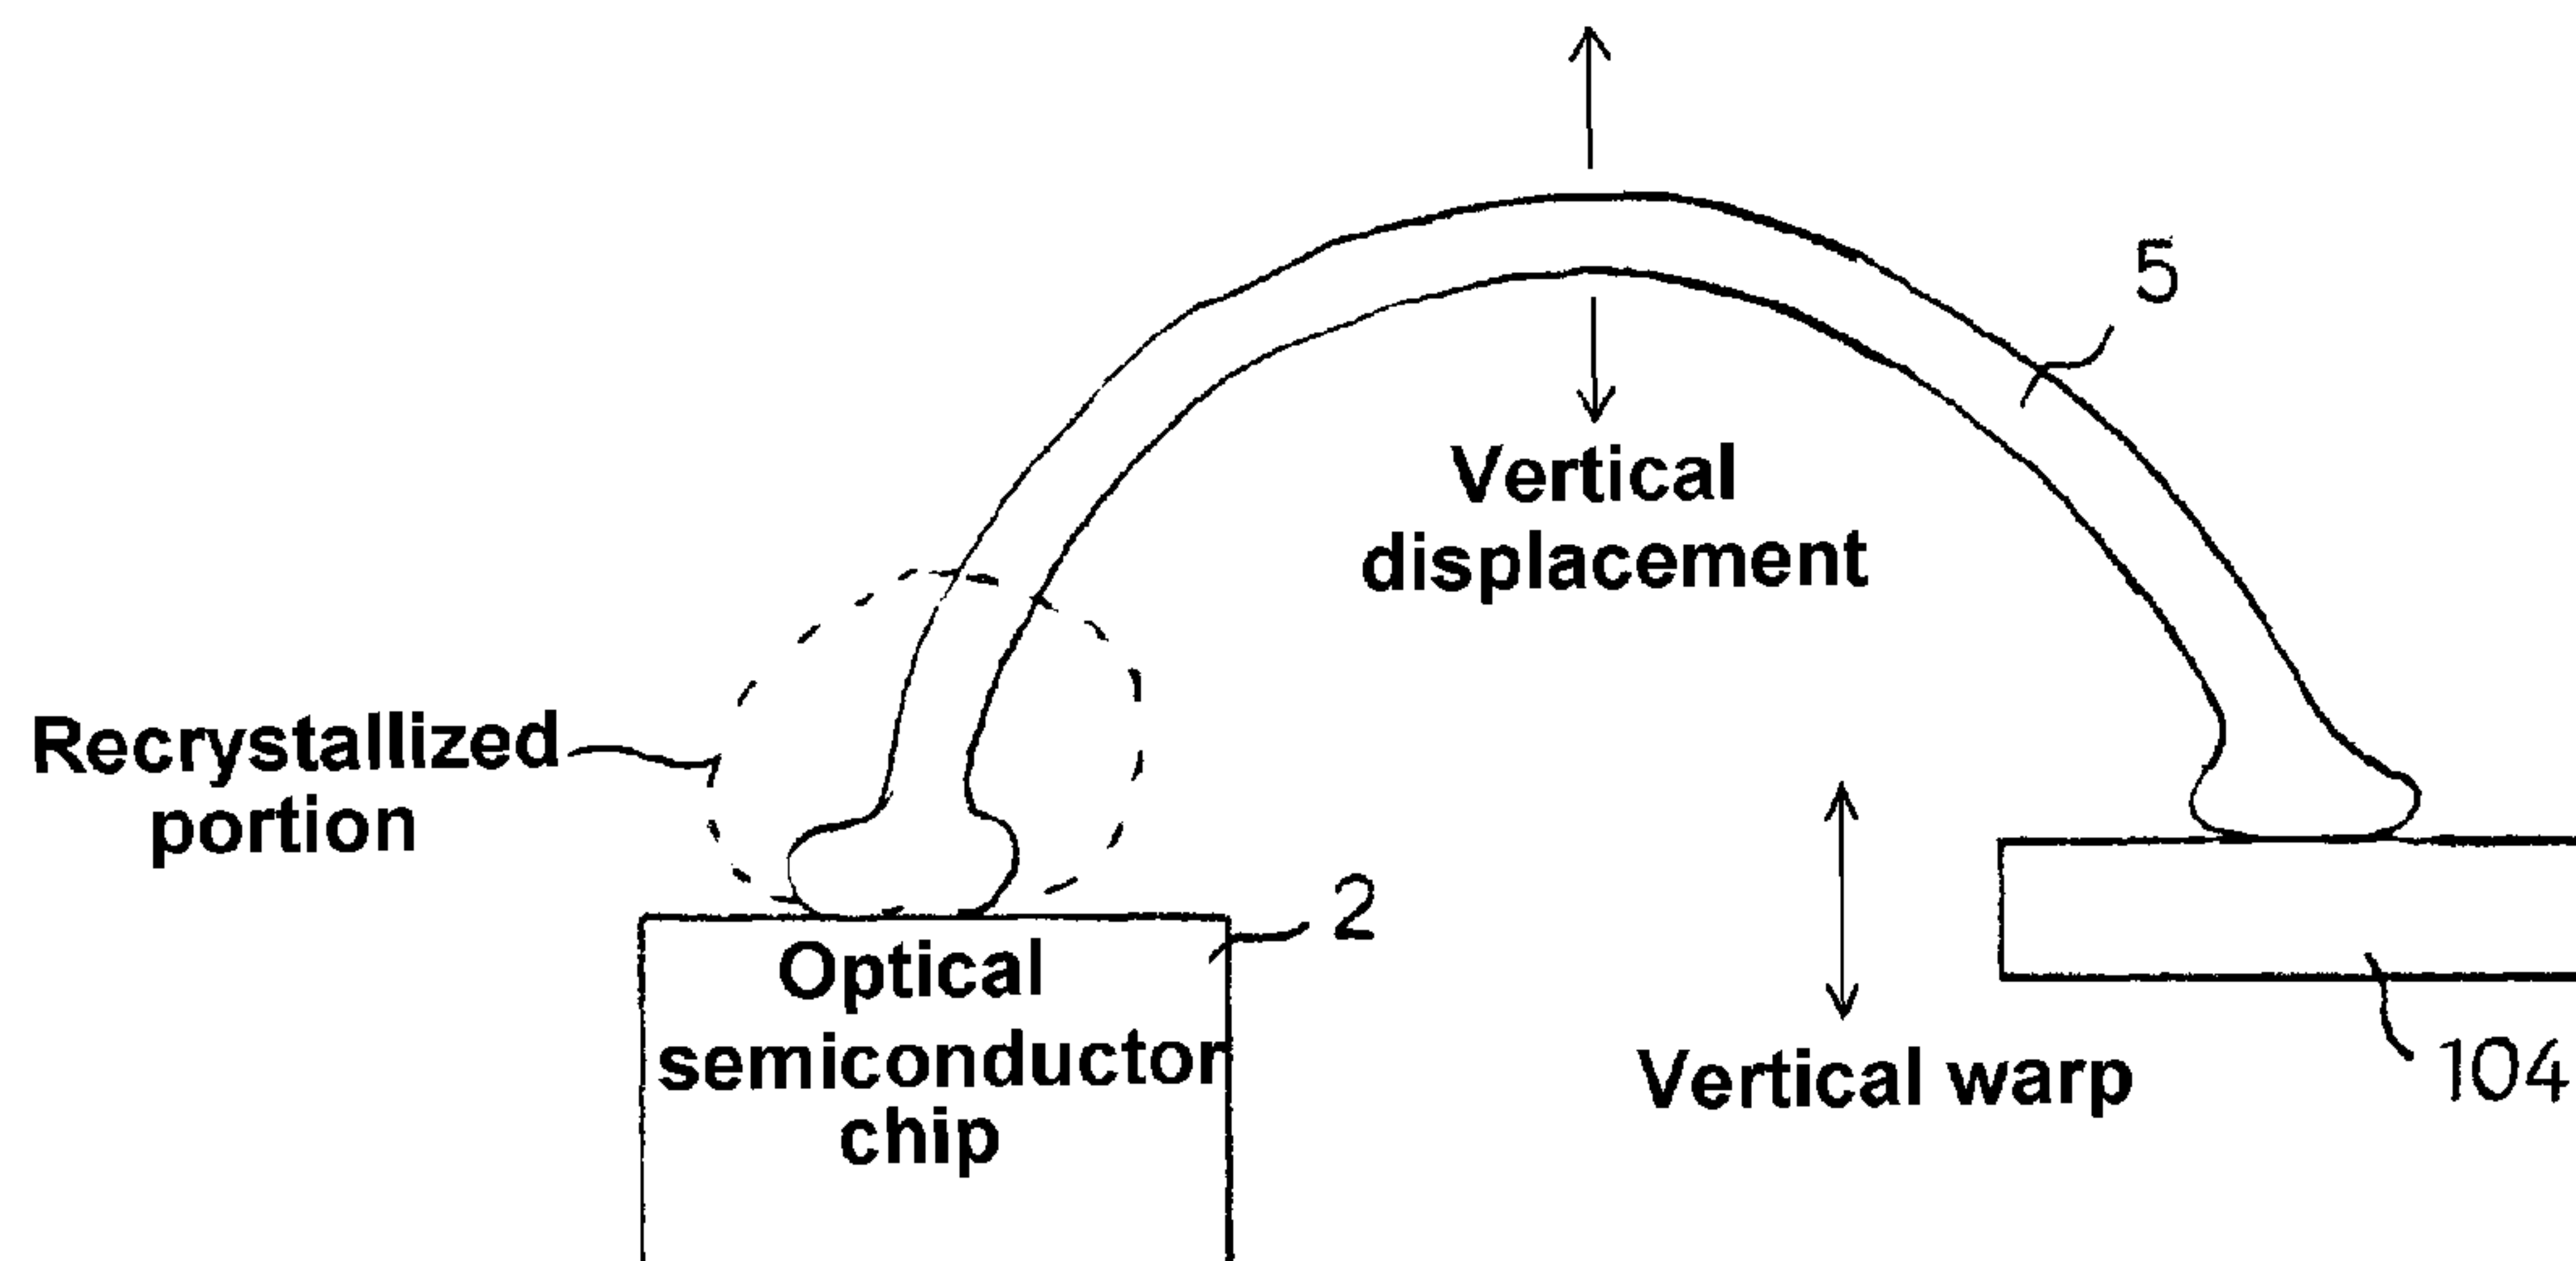 5
Vertical
displacement
Recrystallized
portion
2
Optical
semiconductor
chip
Vertical warp
104